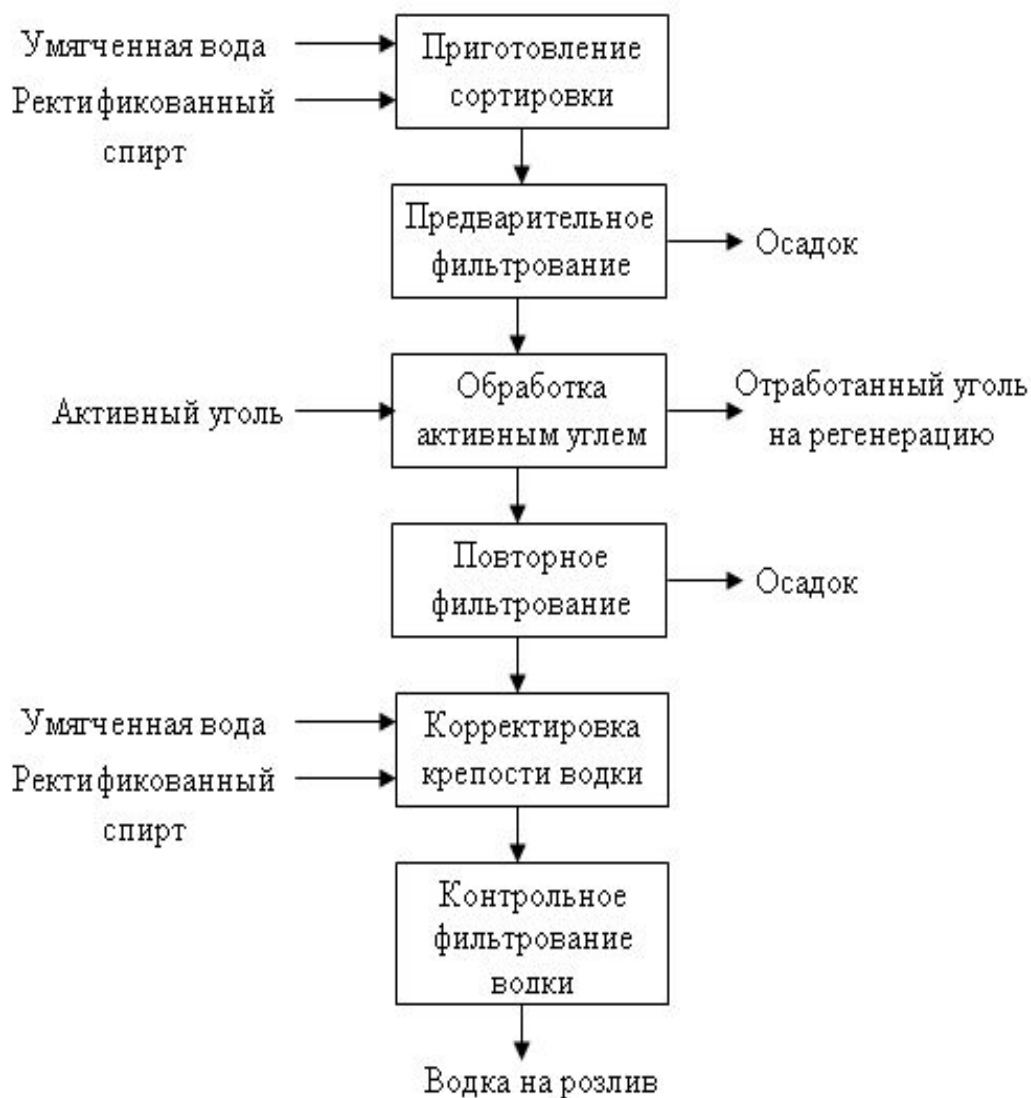 Умягченная вода
Ректификованный
спирт
Приготовление
сортировки
Предварительное
фильтрование
Осадок
Активный уголь
Обработка
активным углем
Отработанный уголь
на регенерацию
Повторное
фильтрование
Осадок
Умягченная вода
Ректификованный
спирт
Корректировка
крепости водки
Контрольное
фильтрование
водки
Водка на розлив